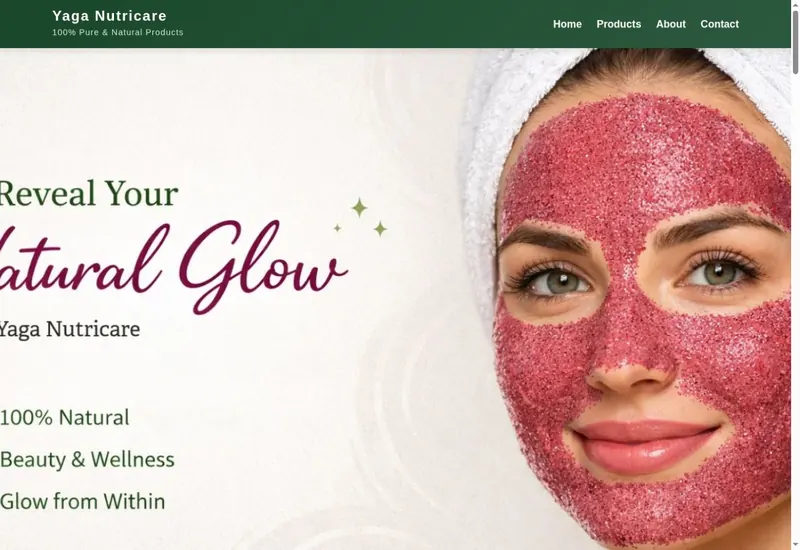 Yaga Nutricare
100% Pure & Natural Products
Home Products About Contact
Reveal Your
atural Glow
Yaga Nutricare
100% Natural
Beauty & Wellness
Glow from Within